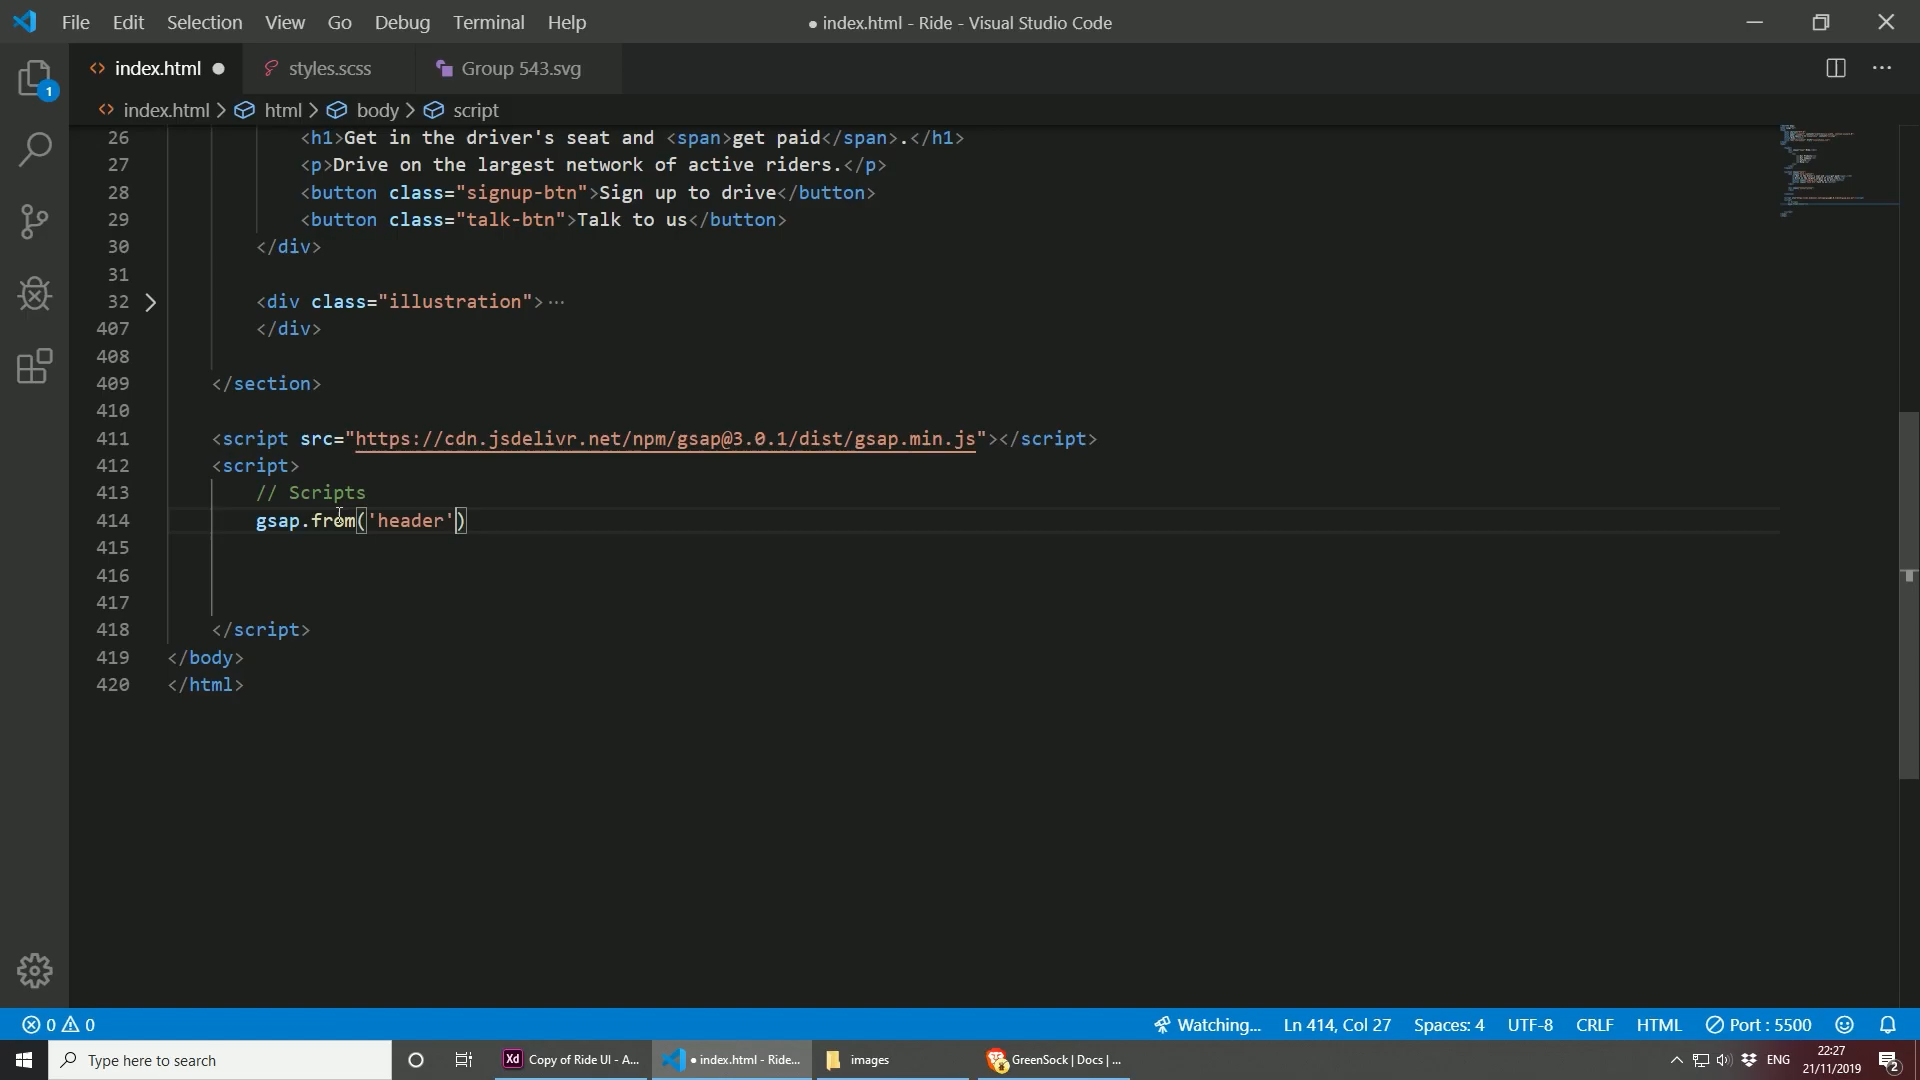 File Edit Selection View Go Debug Terminal Help
● index.html - Ride - Visual Studio Code
index.html ●
styles.scss
Group 543.svg
1
index.html > html > body > script
26 <h1>Get in the driver's seat and <span>get paid</span>.</h1>
27 <p>Drive on the largest network of active riders.</p>
28 <button class="signup-btn">Sign up to drive</button>
29 <button class="talk-btn">Talk to us</button>
30 </div>
31
32 <div class="illustration">···
407 </div>
408
409 </section>
410
411 <script src="https://cdn.jsdelivr.net/npm/gsap@3.0.1/dist/gsap.min.js"></script>
412 <script>
413 // Scripts
414 gsap.from('header')
415
416
417
418 </script>
419 </body>
420 </html>
0 0 Watching... Ln 414, Col 27 Spaces: 4 UTF-8 CRLF HTML Port : 5500
Type here to search
Xd Copy of Ride UI - A...
● index.html - Ride...
images
GreenSock | Docs | ...
ENG
22:27
21/11/2019
2